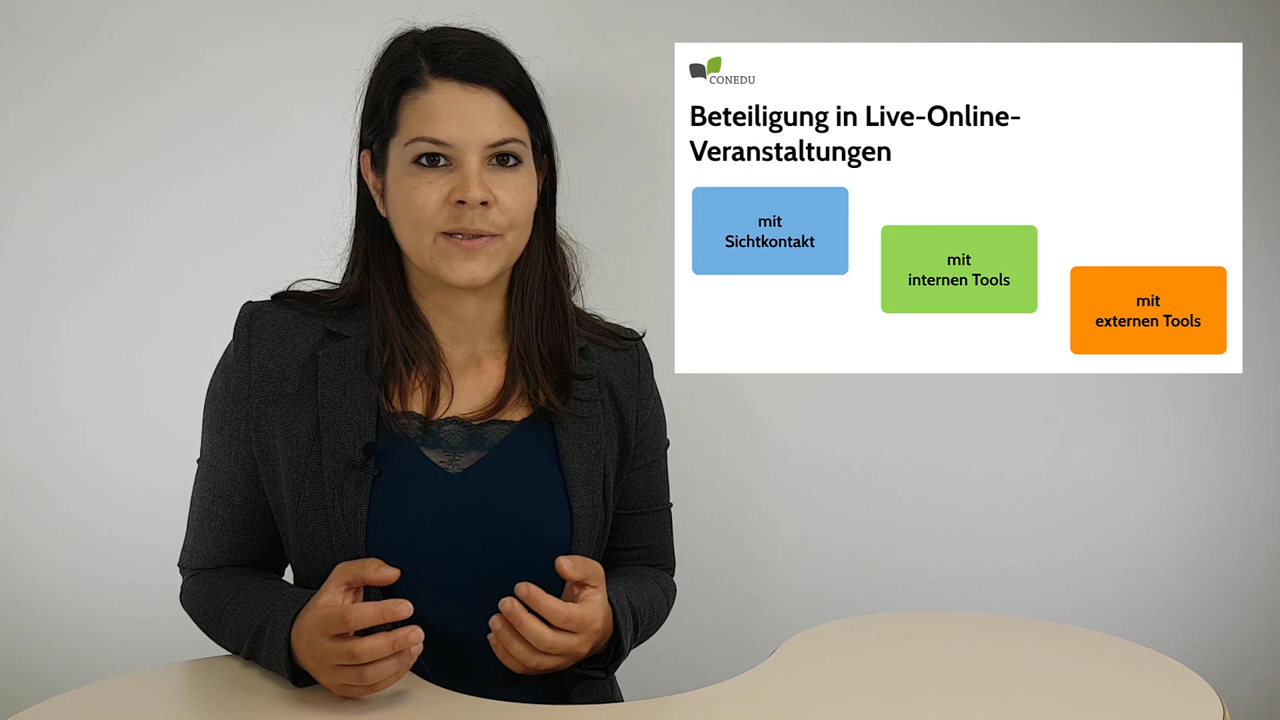 CONEDU
Beteiligung in Live-Online-
Veranstaltungen
mit
Sichtkontakt
mit
internen Tools
mit
externen Tools